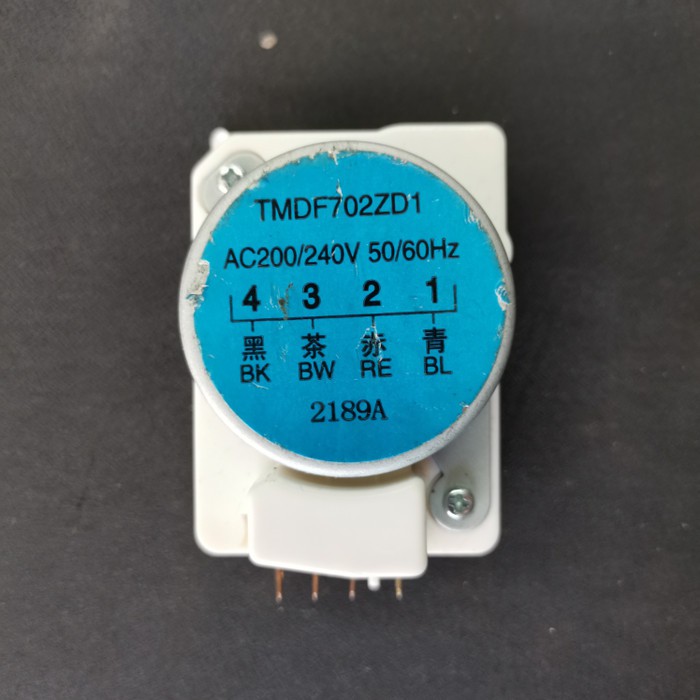 TMDF702ZD1
AC200/240V 50/60Hz
4 3 2 1
黑 茶 赤 青
BK BW RE BL
2189A